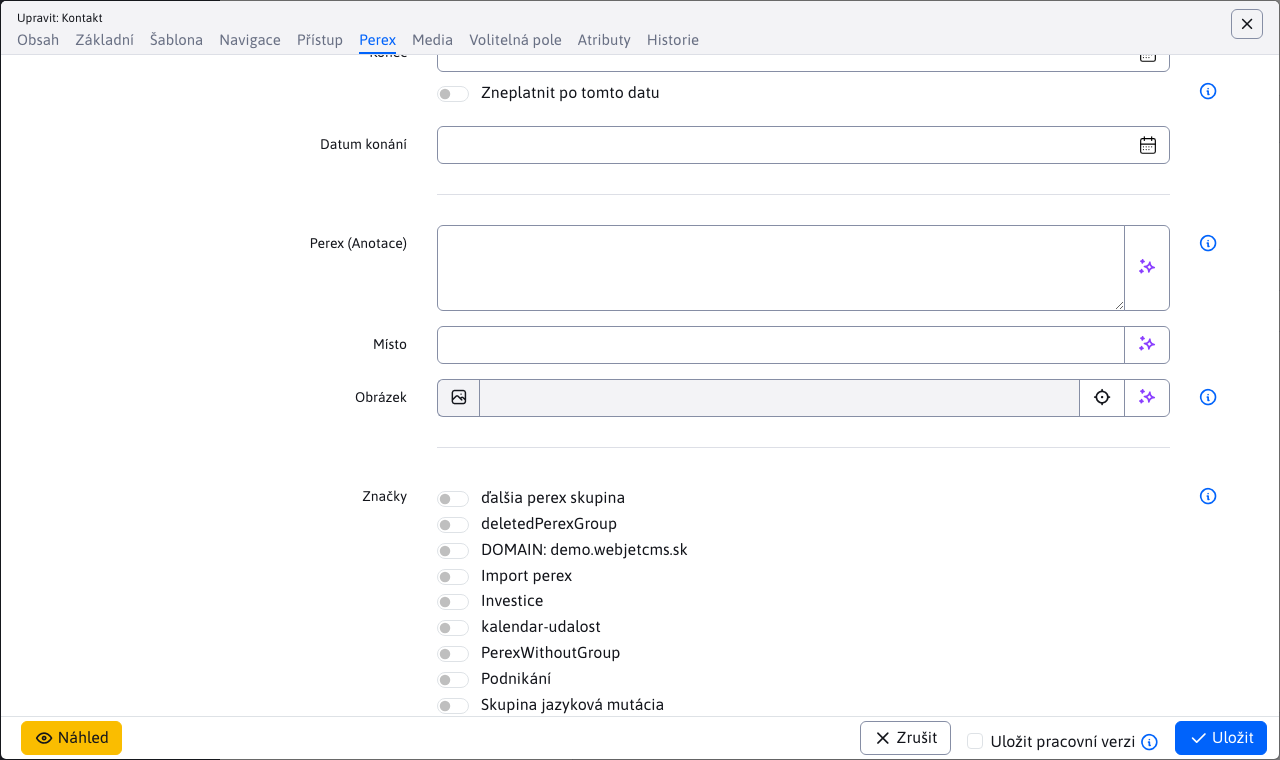 Upravit: Kontakt
Obsah Základní Šablona Navigace Přístup Perex Media Volitelná pole Atributy Historie
Konec
Zneplatnit po tomto datu
Datum konání
Perex (Anotace)
Místo
Obrázek
Značky
ďalšia perex skupina
deletedPerexGroup
DOMAIN: demo.webjetcms.sk
Import perex
Investice
kalendar-udalost
PerexWithoutGroup
Podnikání
Skupina jazyková mutácia
Náhled Zrušit Uložit pracovní verzi Uložit